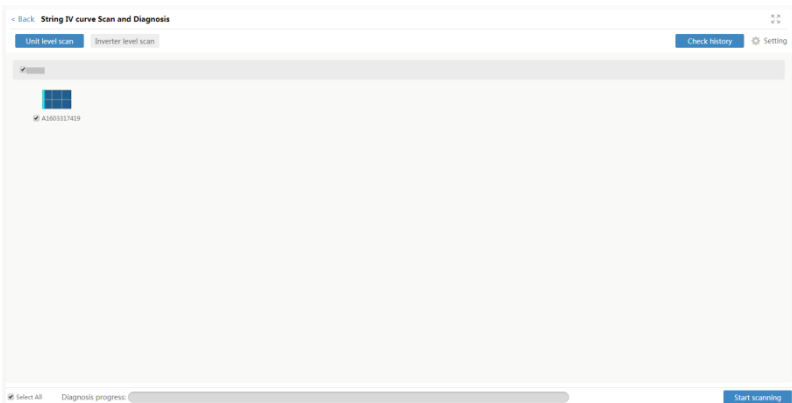 < Back String IV curve Scan and Diagnosis
Unit level scan Inverter level scan Check history Setting
A1603317419
Select All Diagnosis progress: Start scanning